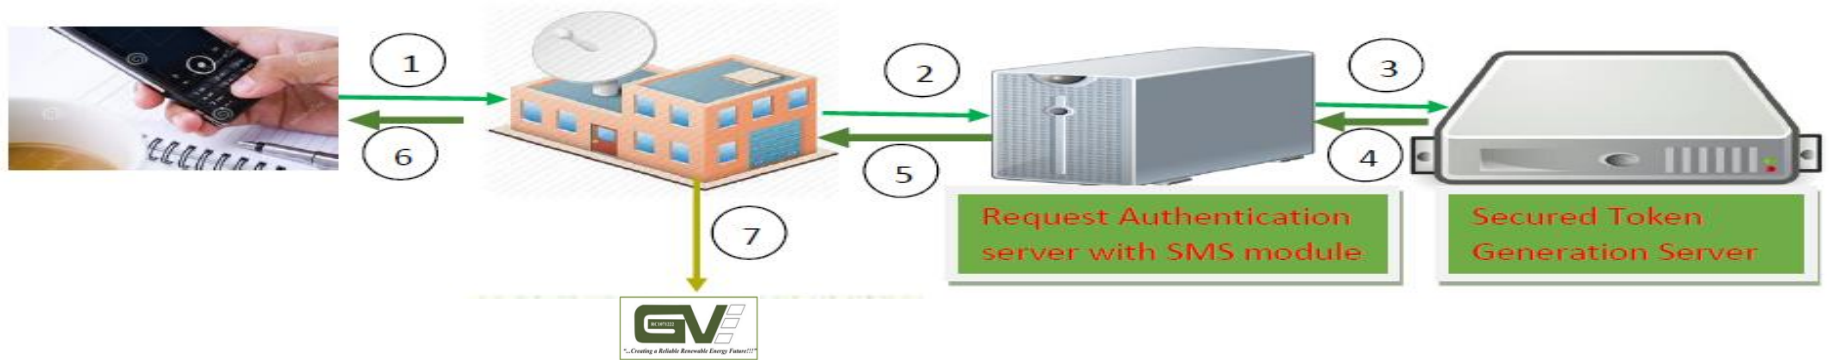 1
2
3
6
5
4
7
Request Authentication
server with SMS module
Secured Token
Generation Server
GV
"...Creating a Reliable Renewable Energy Future!!!"